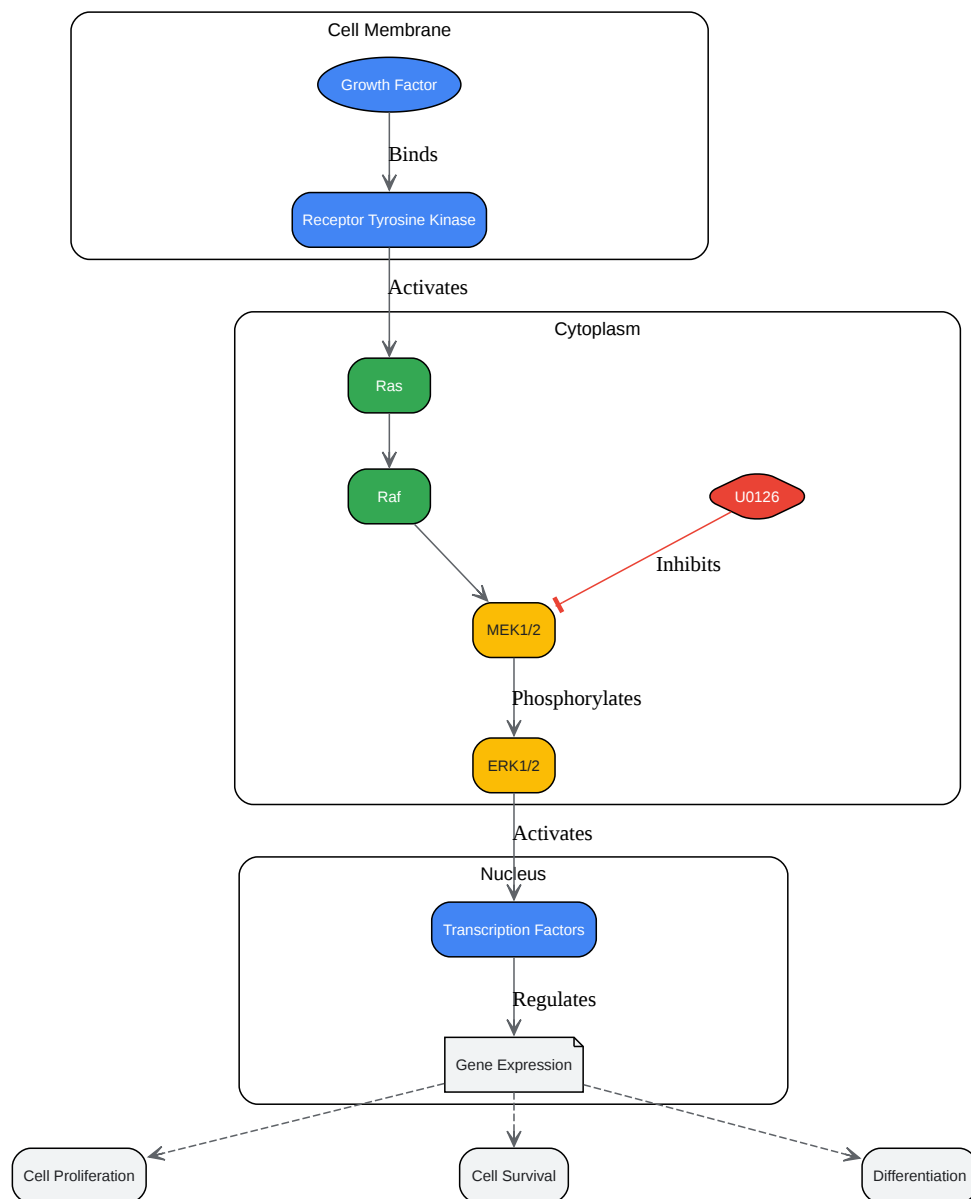 Cell Membrane
Growth Factor
Binds
Receptor Tyrosine Kinase
Activates
Cytoplasm
Ras
Raf
U0126
Inhibits
MEK1/2
Phosphorylates
ERK1/2
Activates
Nucleus
Transcription Factors
Regulates
Gene Expression
Cell Proliferation
Cell Survival
Differentiation